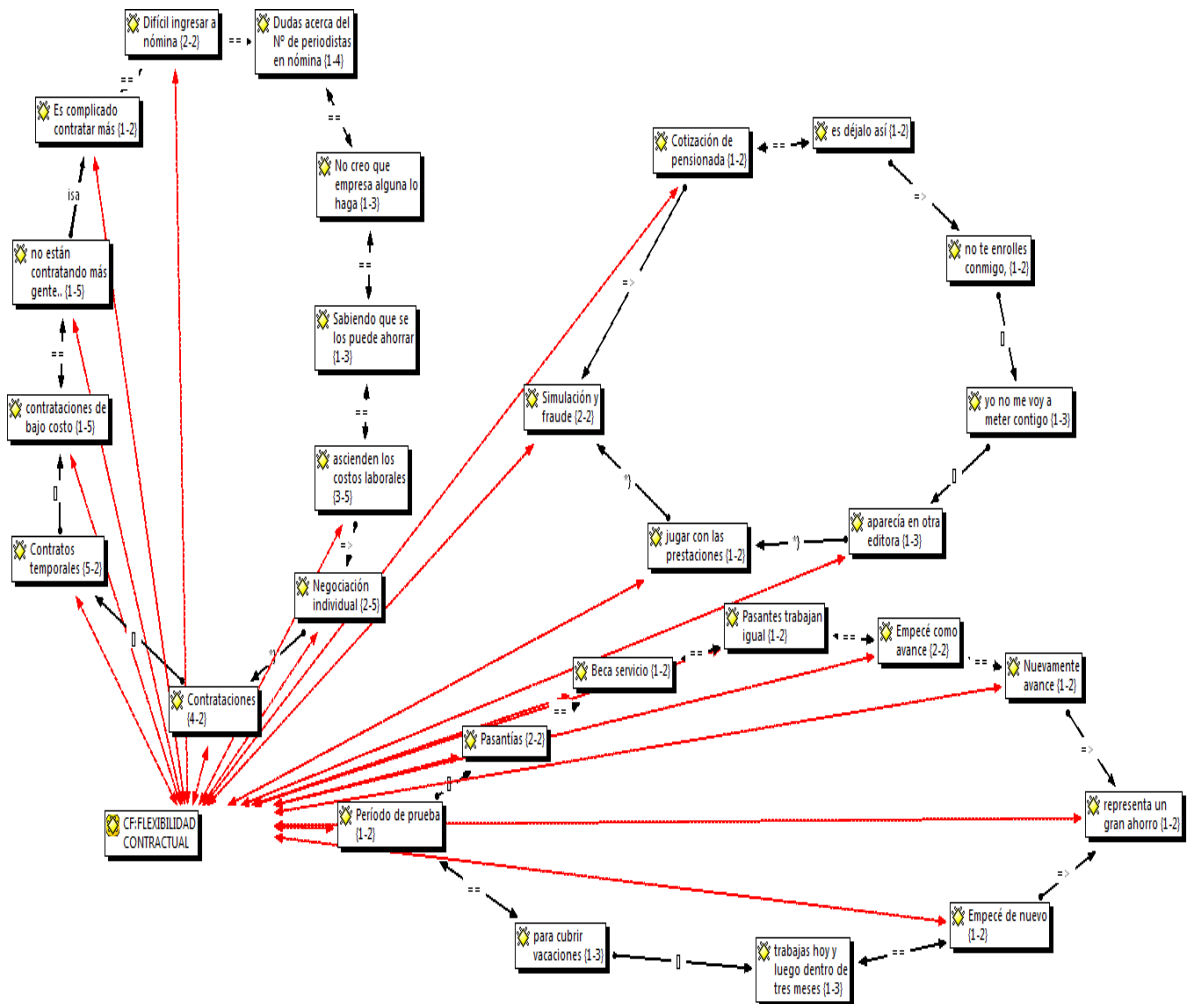 Difícil ingresar a
nómina {2-2}
==
Dudas acerca del
Nº de periodistas
en nómina {1-4}
==
Es complicado
contratar más {1-2}
==
isa
No creo que
empresa alguna lo
haga {1-3}
==
no están
contratando más
gente.. {1-5}
==
Sabiendo que se
los puede ahorrar
{1-3}
==
contrataciones de
bajo costo {1-5}
[]
ascienden los
costos laborales
{3-5}
=>
Contratos
temporales {5-2}
[]
Negociación
individual {2-5}
*}
Contrataciones
{4-2}
CF:FLEXIBILIDAD
CONTRACTUAL
Cotización de
pensionada {1-2}
==
es déjalo así {1-2}
=>
no te enrolles
conmigo, {1-2}
[]
=>
yo no me voy a
meter contigo {1-3}
[]
Simulación y
fraude {2-2}
*}
jugar con las
prestaciones {1-2}
*}
aparecía en otra
editora {1-3}
Pasantes trabajan
igual {1-2}
==
Empecé como
avance {2-2}
==
Nuevamente
avance {1-2}
=>
==
Beca servicio {1-2}
==
Pasantías {2-2}
[]
Período de prueba
{1-2}
==
representa un
gran ahorro {1-2}
=>
para cubrir
vacaciones {1-3}
[]
trabajas hoy y
luego dentro de
tres meses {1-3}
==
Empecé de nuevo
{1-2}